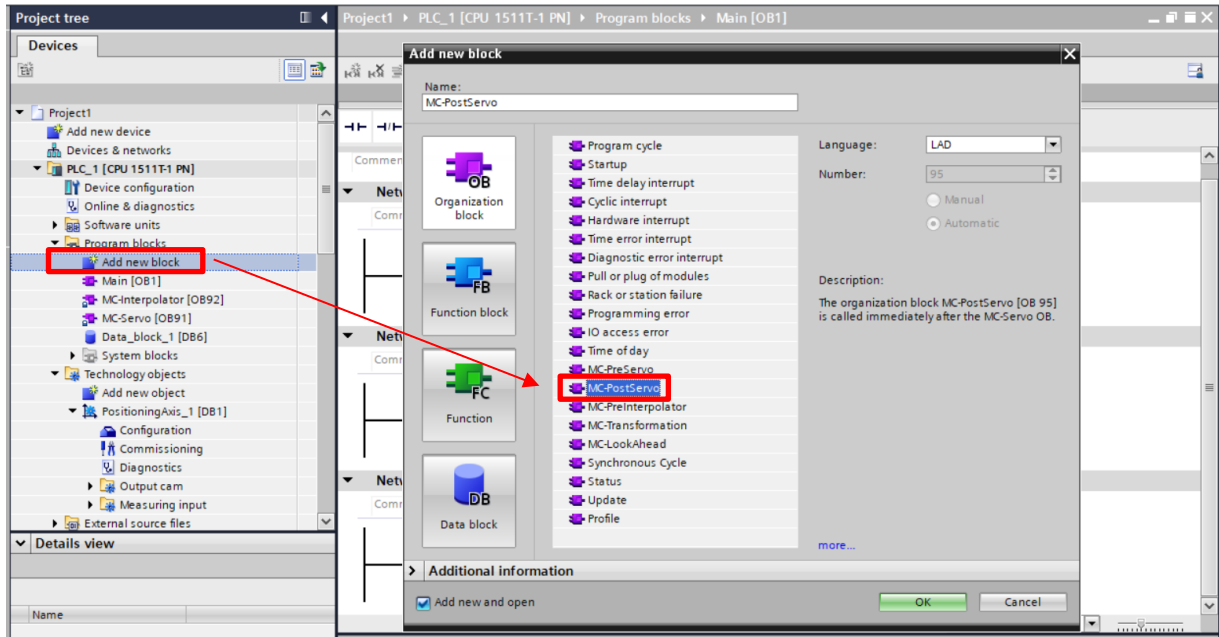 Project tree
Devices
Project1
Add new device
Devices & networks
PLC_1 [CPU 1511T-1 PN]
Device configuration
Online & diagnostics
Software units
Program blocks
Add new block
Main [OB1]
MC-Interpolator [OB92]
MC-Servo [OB91]
Data_block_1 [DB6]
System blocks
Technology objects
Add new object
PositioningAxis_1 [DB1]
Configuration
Commissioning
Diagnostics
Output cam
Measuring input
External source files
Details view
Name
Project1 ▸ PLC_1 [CPU 1511T-1 PN] ▸ Program blocks ▸ Main [OB1]
Commen
Netw
Comm
Netw
Comm
Netw
Comm
Add new block
Name:
MC-PostServo
OB
Organization
block
FB
Function block
FC
Function
DB
Data block
Program cycle
Startup
Time delay interrupt
Cyclic interrupt
Hardware interrupt
Time error interrupt
Diagnostic error interrupt
Pull or plug of modules
Rack or station failure
Programming error
IO access error
Time of day
MC-PreServo
MC-PostServo
MC-PreInterpolator
MC-Transformation
MC-LookAhead
Synchronous Cycle
Status
Update
Profile
Language: LAD
Number: 95
Manual
Automatic
Description:
The organization block MC-PostServo [OB 95]
is called immediately after the MC-Servo OB.
more...
Additional information
Add new and open
OK Cancel